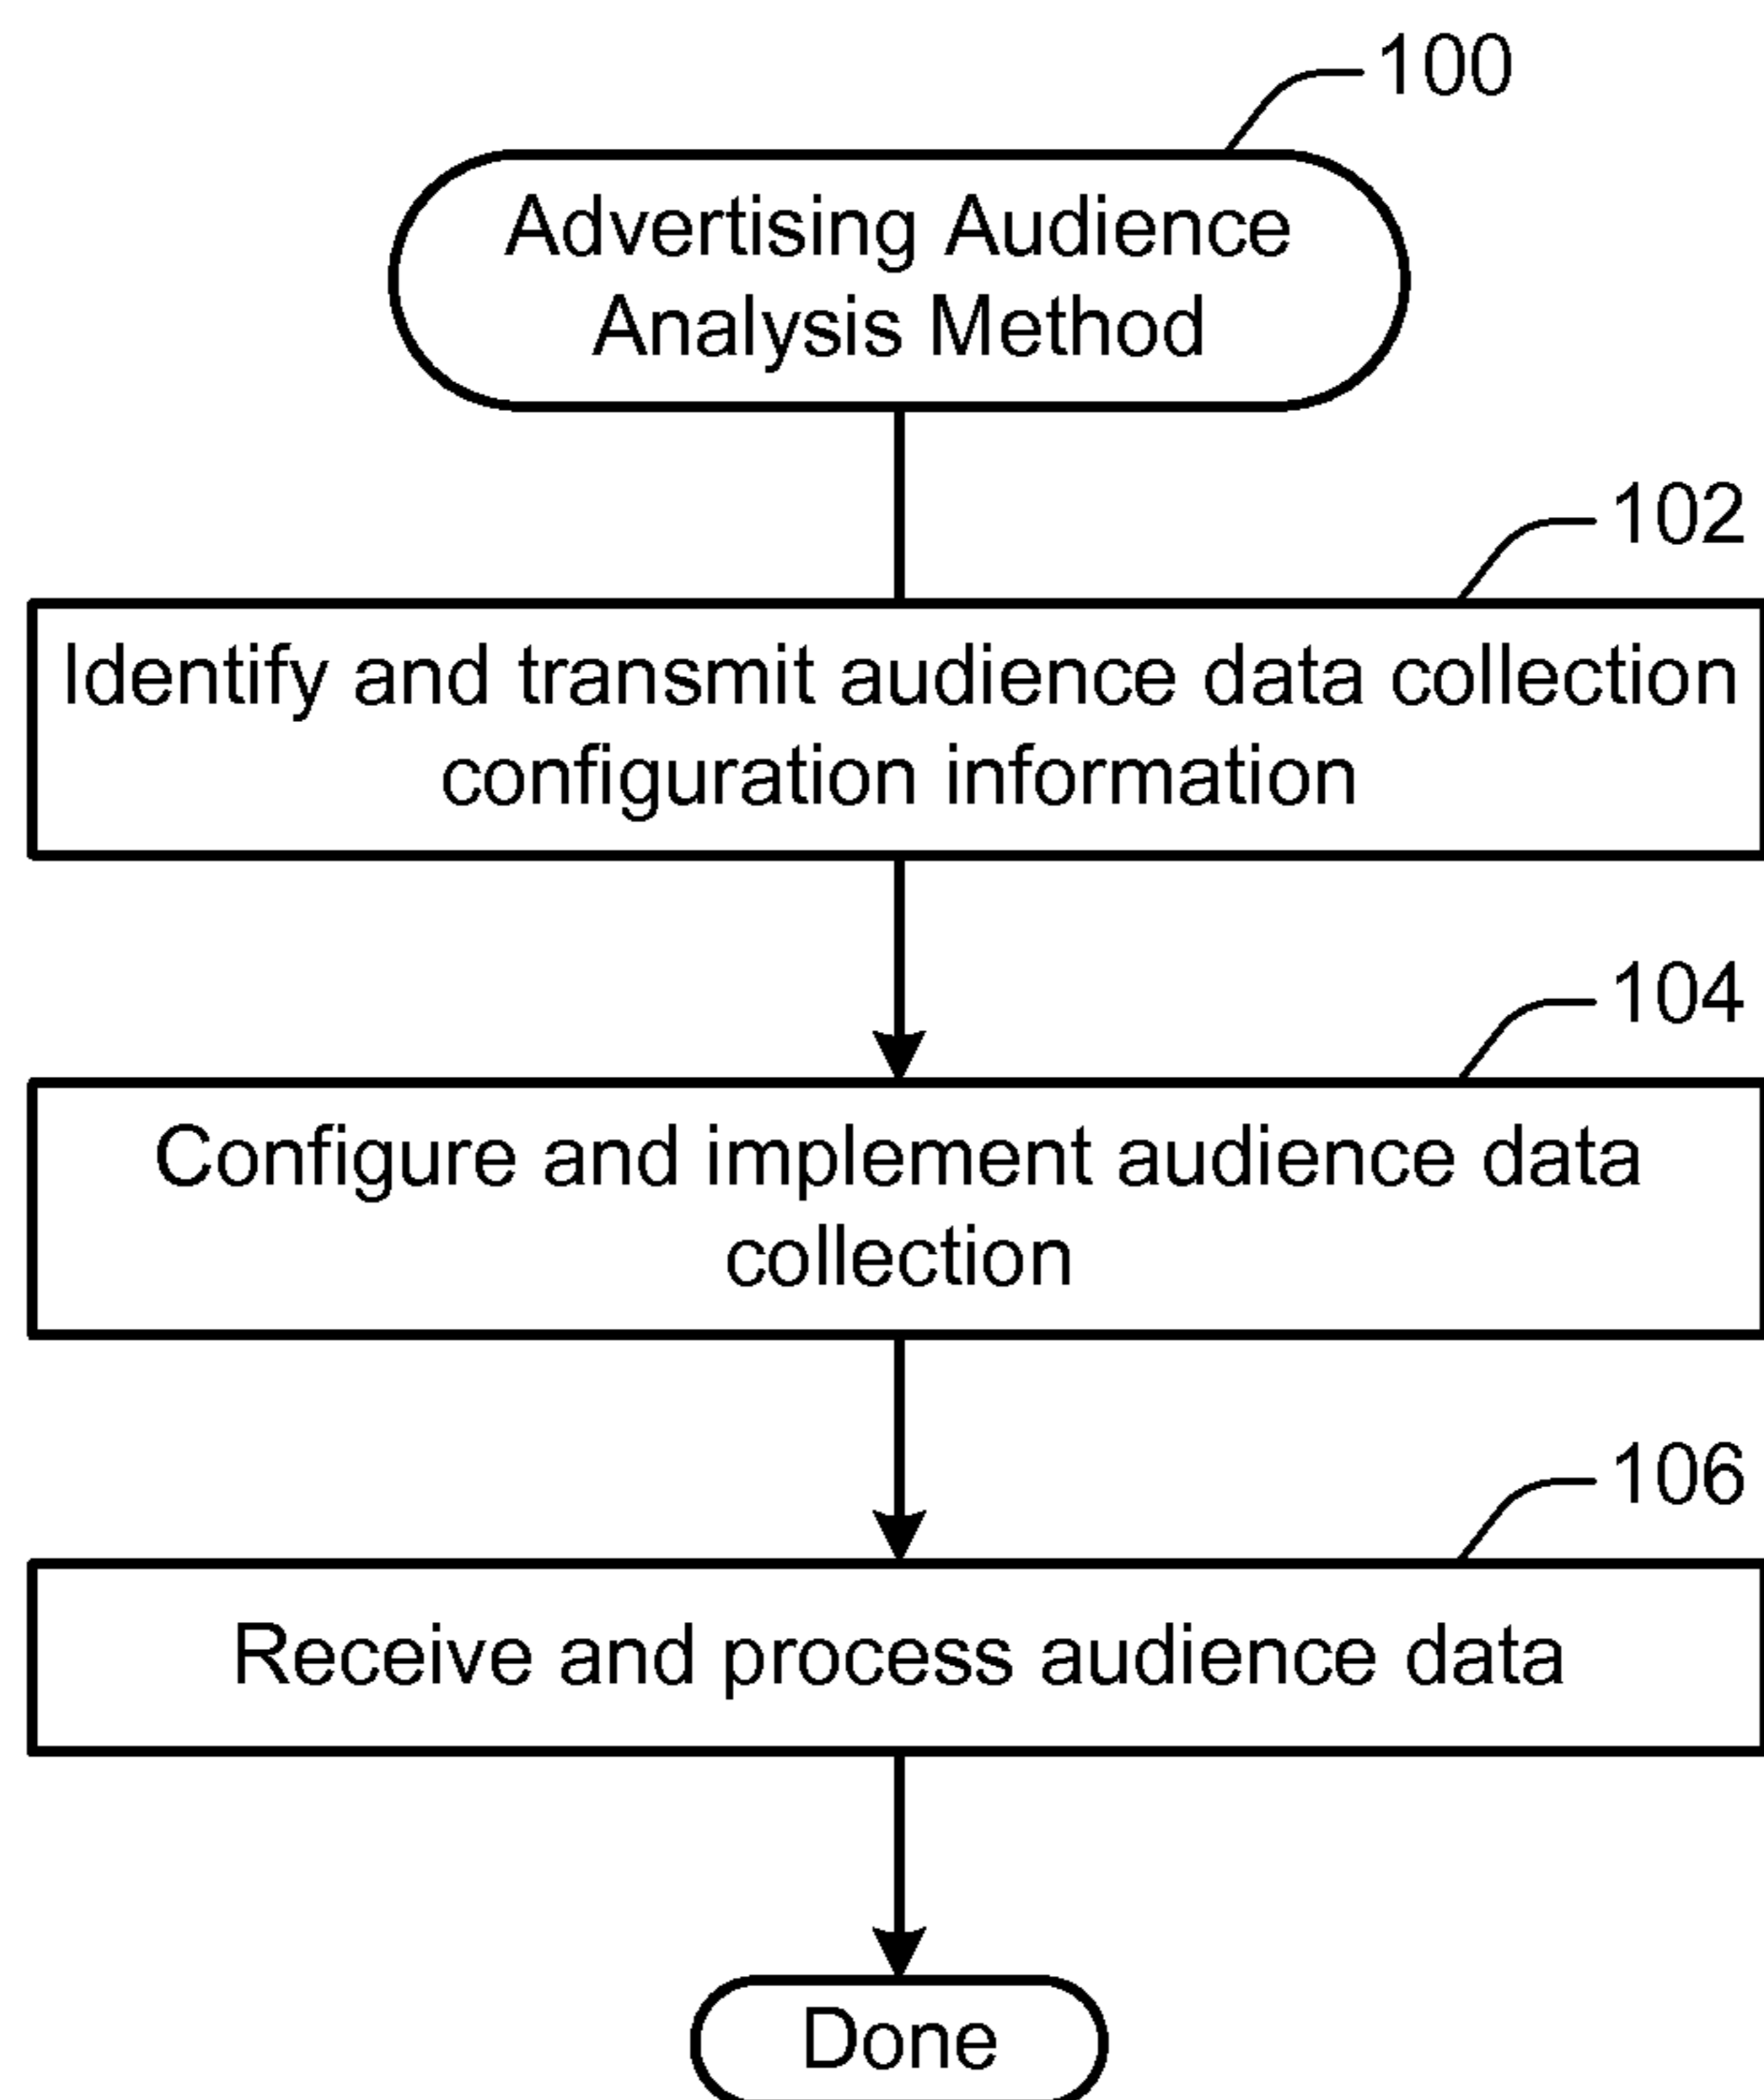 100
Advertising Audience
Analysis Method
102
Identify and transmit audience data collection
configuration information
104
Configure and implement audience data
collection
106
Receive and process audience data
Done